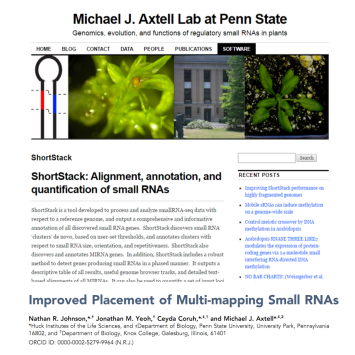 Michael J. Axtell Lab at Penn State
Genomics, evolution, and functions of regulatory small RNAs in plants
HOME BLOG CONTACT DATA PEOPLE PUBLICATIONS SOFTWARE
ShortStack
Search
ShortStack: Alignment, annotation, and
quantification of small RNAs
RECENT POSTS
Improving ShortStack performance on
highly fragmented genomes
Mobile siRNAs can induce methylation
on a genome-wide scale
Control meiotic crossover by DNA
methylation in Arabidopsis
Arabidopsis RNASE THREE LIKE2
modulates the expression of protein-
coding genes via 24-nucleotide small
interfering RNA-directed DNA
methylation
NO BAR CHARTS! (Weissgerber et al.
ShortStack is a tool developed to process and analyze smallRNA-seq data with
respect to a reference genome, and output a comprehensive and informative
annotation of all discovered small RNA genes. ShortStack discovers small RNA
'clusters' de novo, based on user-set thresholds, and annotates clusters with
respect to small RNA size, orientation, and repetitiveness. ShortStack also
discovers and annotates MIRNA genes. In addition, ShortStack includes a robust
method to detect genes producing small RNAs in a phased manner. It outputs a
descriptive table of all results, useful genome browser tracks, and detailed text-
based alignments of all MIRNAs. It can also be used to quantify a set of input loci
Improved Placement of Multi-mapping Small RNAs
Nathan R. Johnson,*,† Jonathan M. Yeoh,‡ Ceyda Coruh,*,†,1 and Michael J. Axtell*,†,2
*Huck Institutes of the Life Sciences, and †Department of Biology, Penn State University, University Park, Pennsylvania
16802, and ‡Department of Biology, Knox College, Galesburg, Illinois 61401
ORCID ID: 0000-0002-5279-9964 (N.R.J.)